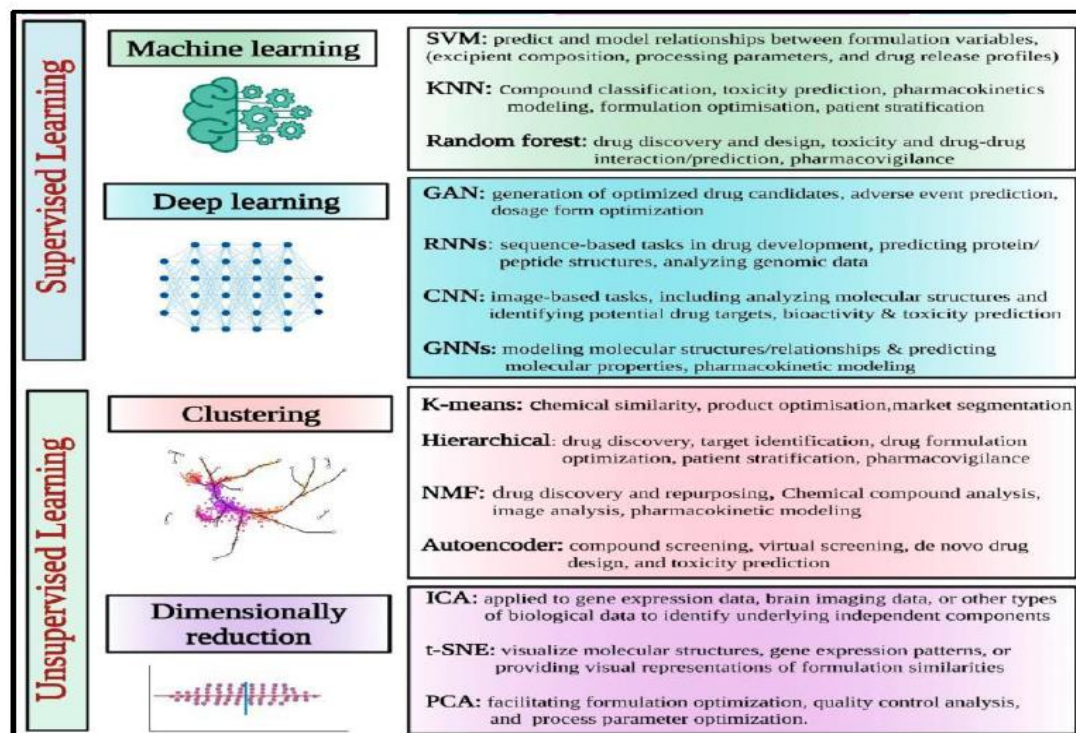 Supervised Learning
Machine learning
SVM: predict and model relationships between formulation variables,
(excipient composition, processing parameters, and drug release profiles)
KNN: Compound classification, toxicity prediction, pharmacokinetics
modeling, formulation optimisation, patient stratification
Random forest: drug discovery and design, toxicity and drug-drug
interaction/prediction, pharmacovigilance
Deep learning
GAN: generation of optimized drug candidates, adverse event prediction,
dosage form optimization
RNNs: sequence-based tasks in drug development, predicting protein/
peptide structures, analyzing genomic data
CNN: image-based tasks, including analyzing molecular structures and
identifying potential drug targets, bioactivity & toxicity prediction
GNNs: modeling molecular structures/relationships & predicting
molecular properties, pharmacokinetic modeling
Unsupervised Learning
Clustering
K-means: chemical similarity, product optimisation,market segmentation
Hierarchical: drug discovery, target identification, drug formulation
optimization, patient stratification, pharmacovigilance
NMF: drug discovery and repurposing, Chemical compound analysis,
image analysis, pharmacokinetic modeling
Autoencoder: compound screening, virtual screening, de novo drug
design, and toxicity prediction
Dimensionally
reduction
ICA: applied to gene expression data, brain imaging data, or other types
of biological data to identify underlying independent components
t-SNE: visualize molecular structures, gene expression patterns, or
providing visual representations of formulation similarities
PCA: facilitating formulation optimization, quality control analysis,
and process parameter optimization.